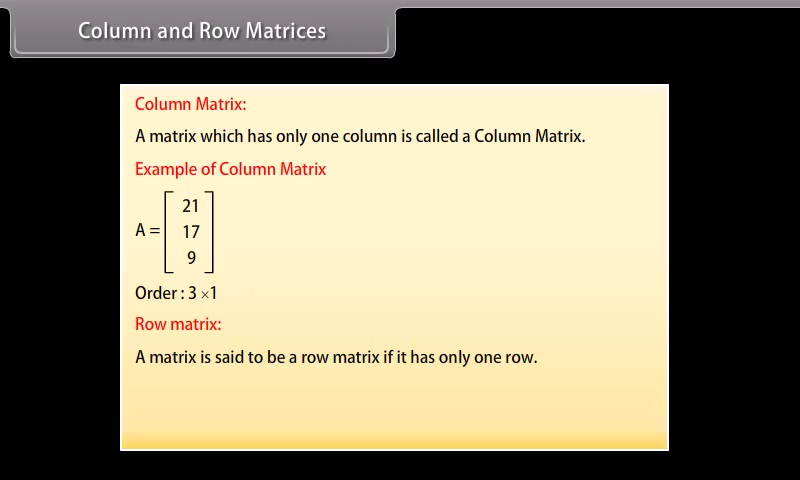 Column and Row Matrices
Column Matrix:
A matrix which has only one column is called a Column Matrix.
Example of Column Matrix
21
A = 17
9
Order : 3 ×1
Row matrix:
A matrix is said to be a row matrix if it has only one row.